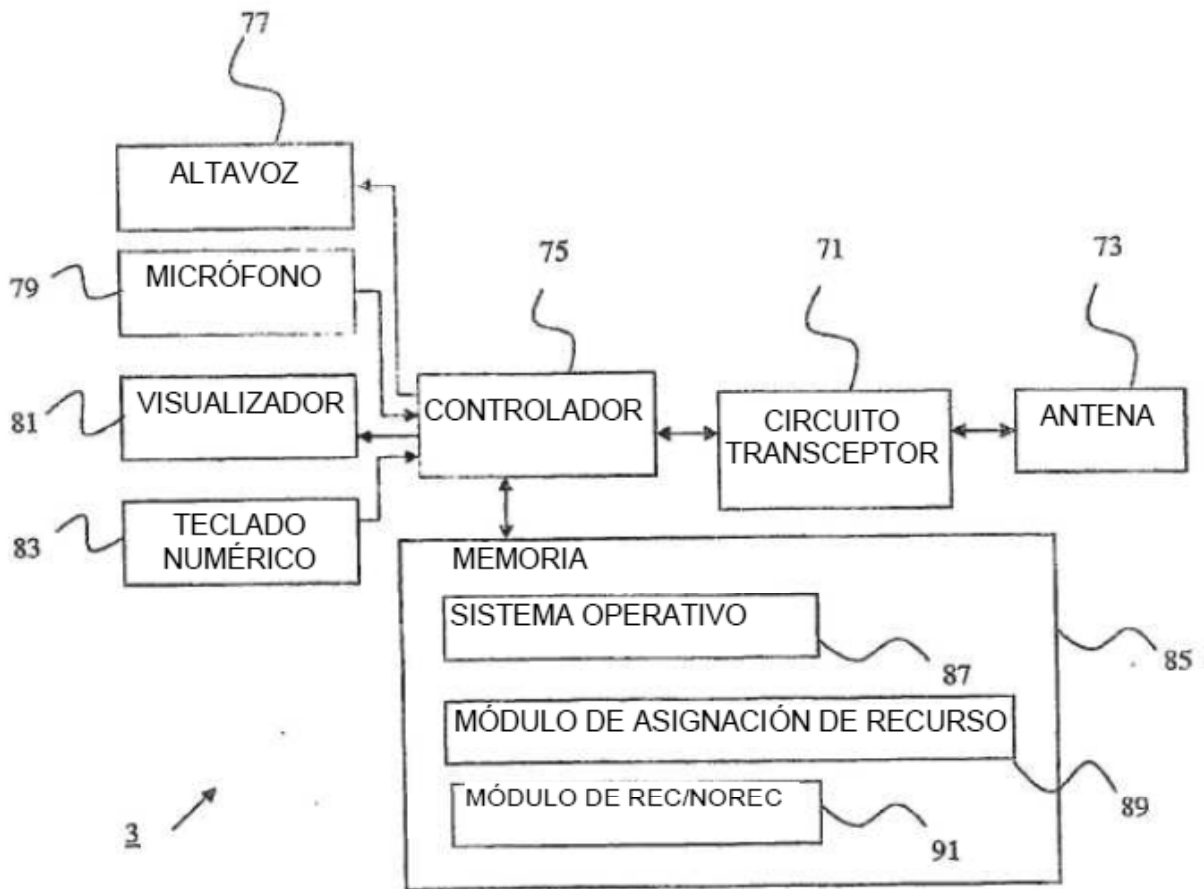 77
ALTAVOZ
79
MICRÓFONO
75
71
73
81
VISUALIZADOR
CONTROLADOR
CIRCUITO
TRANSCEPTOR
ANTENA
83
TECLADO
NUMÉRICO
MEMORIA
SISTEMA OPERATIVO
85
87
MÓDULO DE ASIGNACIÓN DE RECURSO
89
MÓDULO DE REC/NOREC
91
3